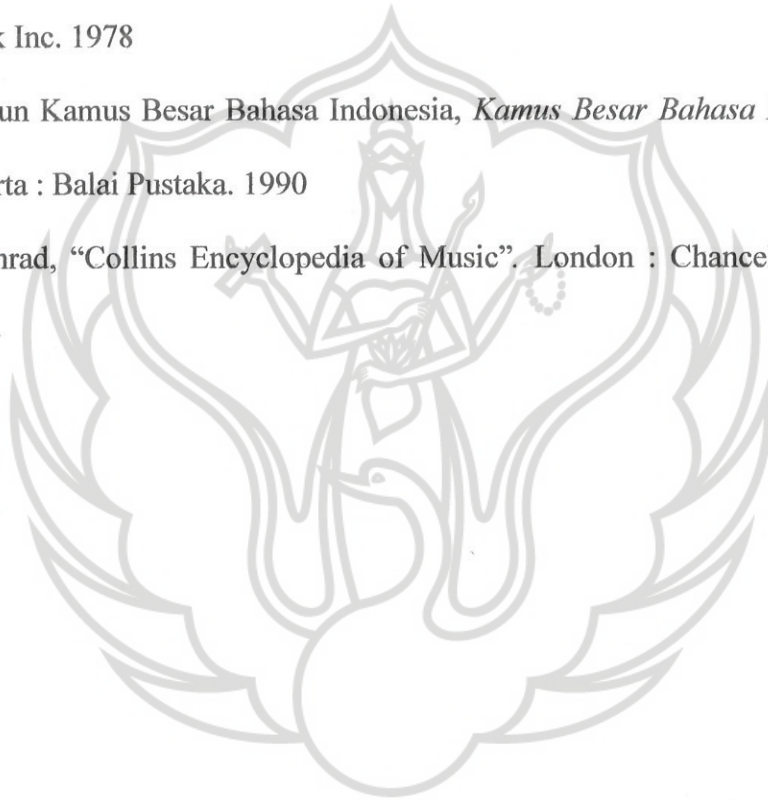 k Inc. 1978
un Kamus Besar Bahasa Indonesia, Kamus Besar Bahasa
rta : Balai Pustaka. 1990
nrad, “Collins Encyclopedia of Music”. London : Chance